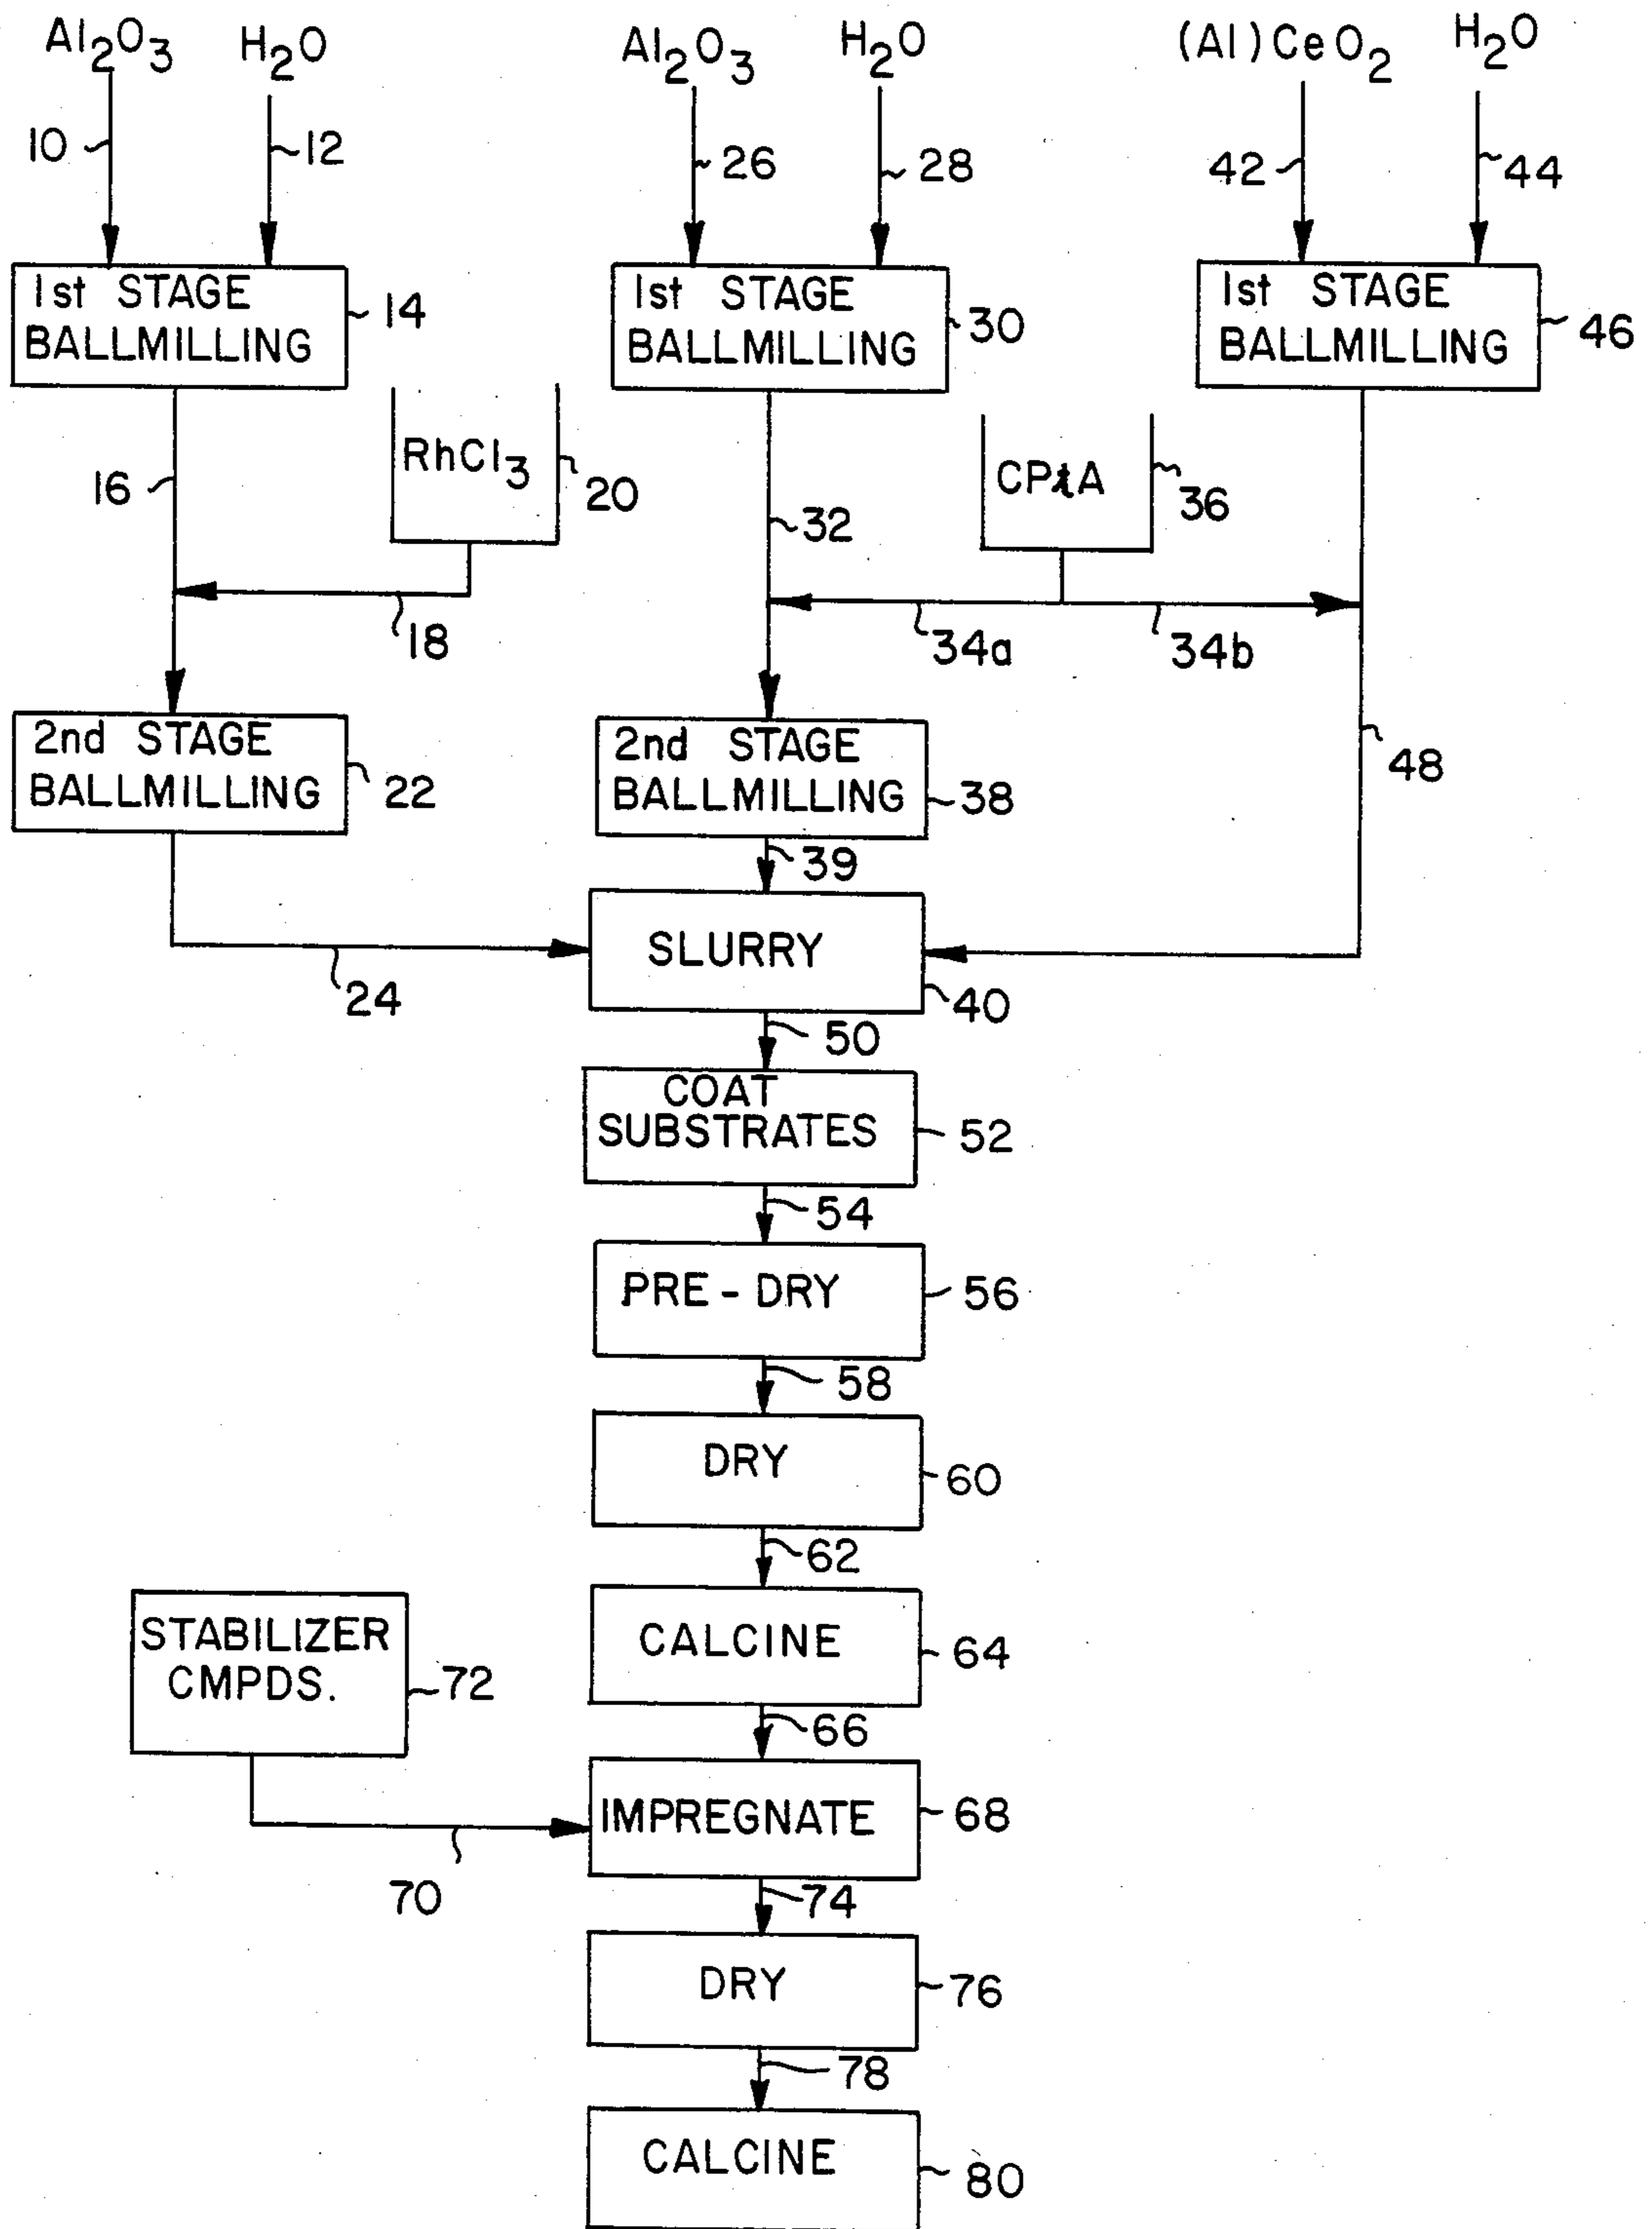 Al2O3 H2O Al2O3 H2O (Al)CeO2 H2O
10 12 26 28 42 44
1st STAGE
BALLMILLING
14
1st STAGE
BALLMILLING
30
1st STAGE
BALLMILLING
46
16
RhCl3
20
32
CPtA
36
18
34a
34b
2nd STAGE
BALLMILLING
22
2nd STAGE
BALLMILLING
38
48
39
24
SLURRY
40
50
COAT
SUBSTRATES
52
54
PRE-DRY
56
58
DRY
60
62
CALCINE
64
STABILIZER
CMPDS.
72
66
70
IMPREGNATE
68
74
DRY
76
78
CALCINE
80